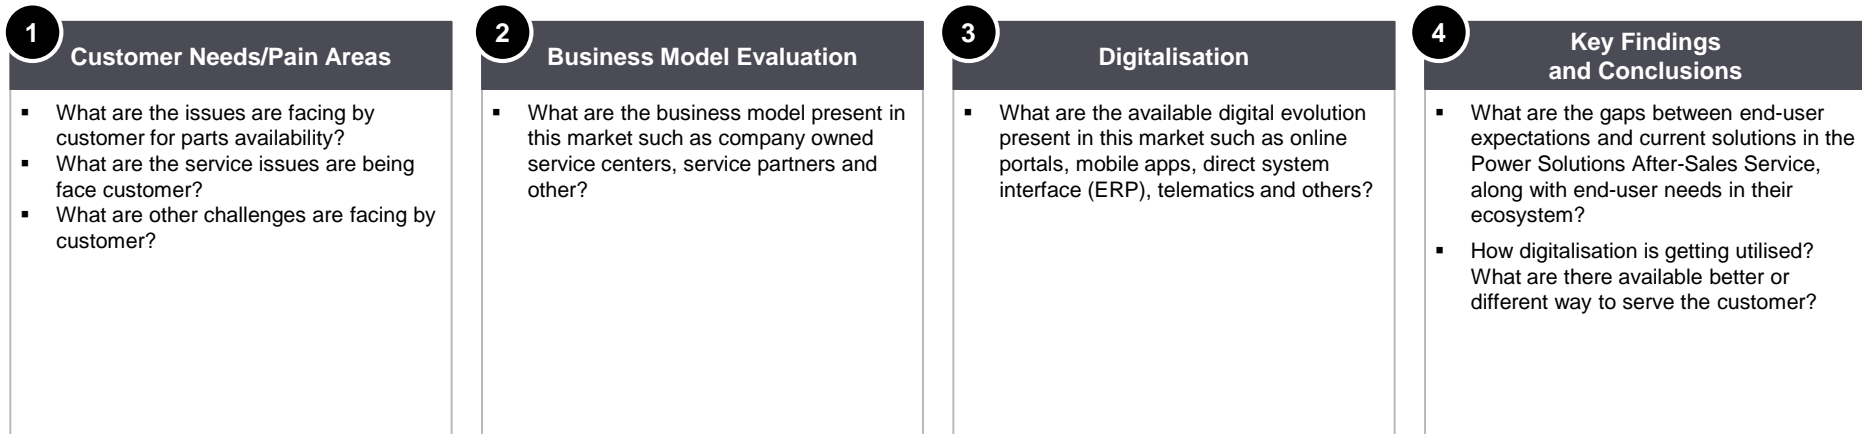 1
Customer Needs/Pain Areas
▪ What are the issues are facing by
customer for parts availability?
▪ What are the service issues are being
face customer?
▪ What are other challenges are facing by
customer?
2
Business Model Evaluation
▪ What are the business model present in
this market such as company owned
service centers, service partners and
other?
3
Digitalisation
▪ What are the available digital evolution
present in this market such as online
portals, mobile apps, direct system
interface (ERP), telematics and others?
4
Key Findings
and Conclusions
▪ What are the gaps between end-user
expectations and current solutions in the
Power Solutions After-Sales Service,
along with end-user needs in their
ecosystem?
▪ How digitalisation is getting utilised?
What are there available better or
different way to serve the customer?